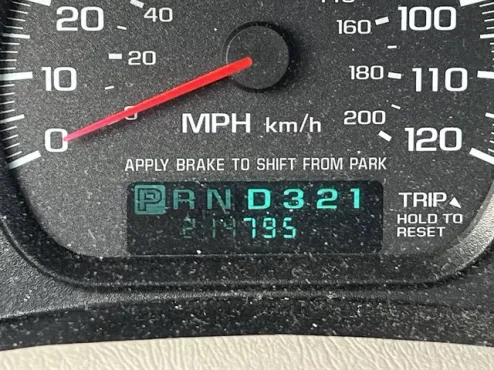 20 40 160 100
10 20 180 110
0 0 200 120
MPH km/h
APPLY BRAKE TO SHIFT FROM PARK
P R N D 3 2 1
214795
TRIP
HOLD TO
RESET